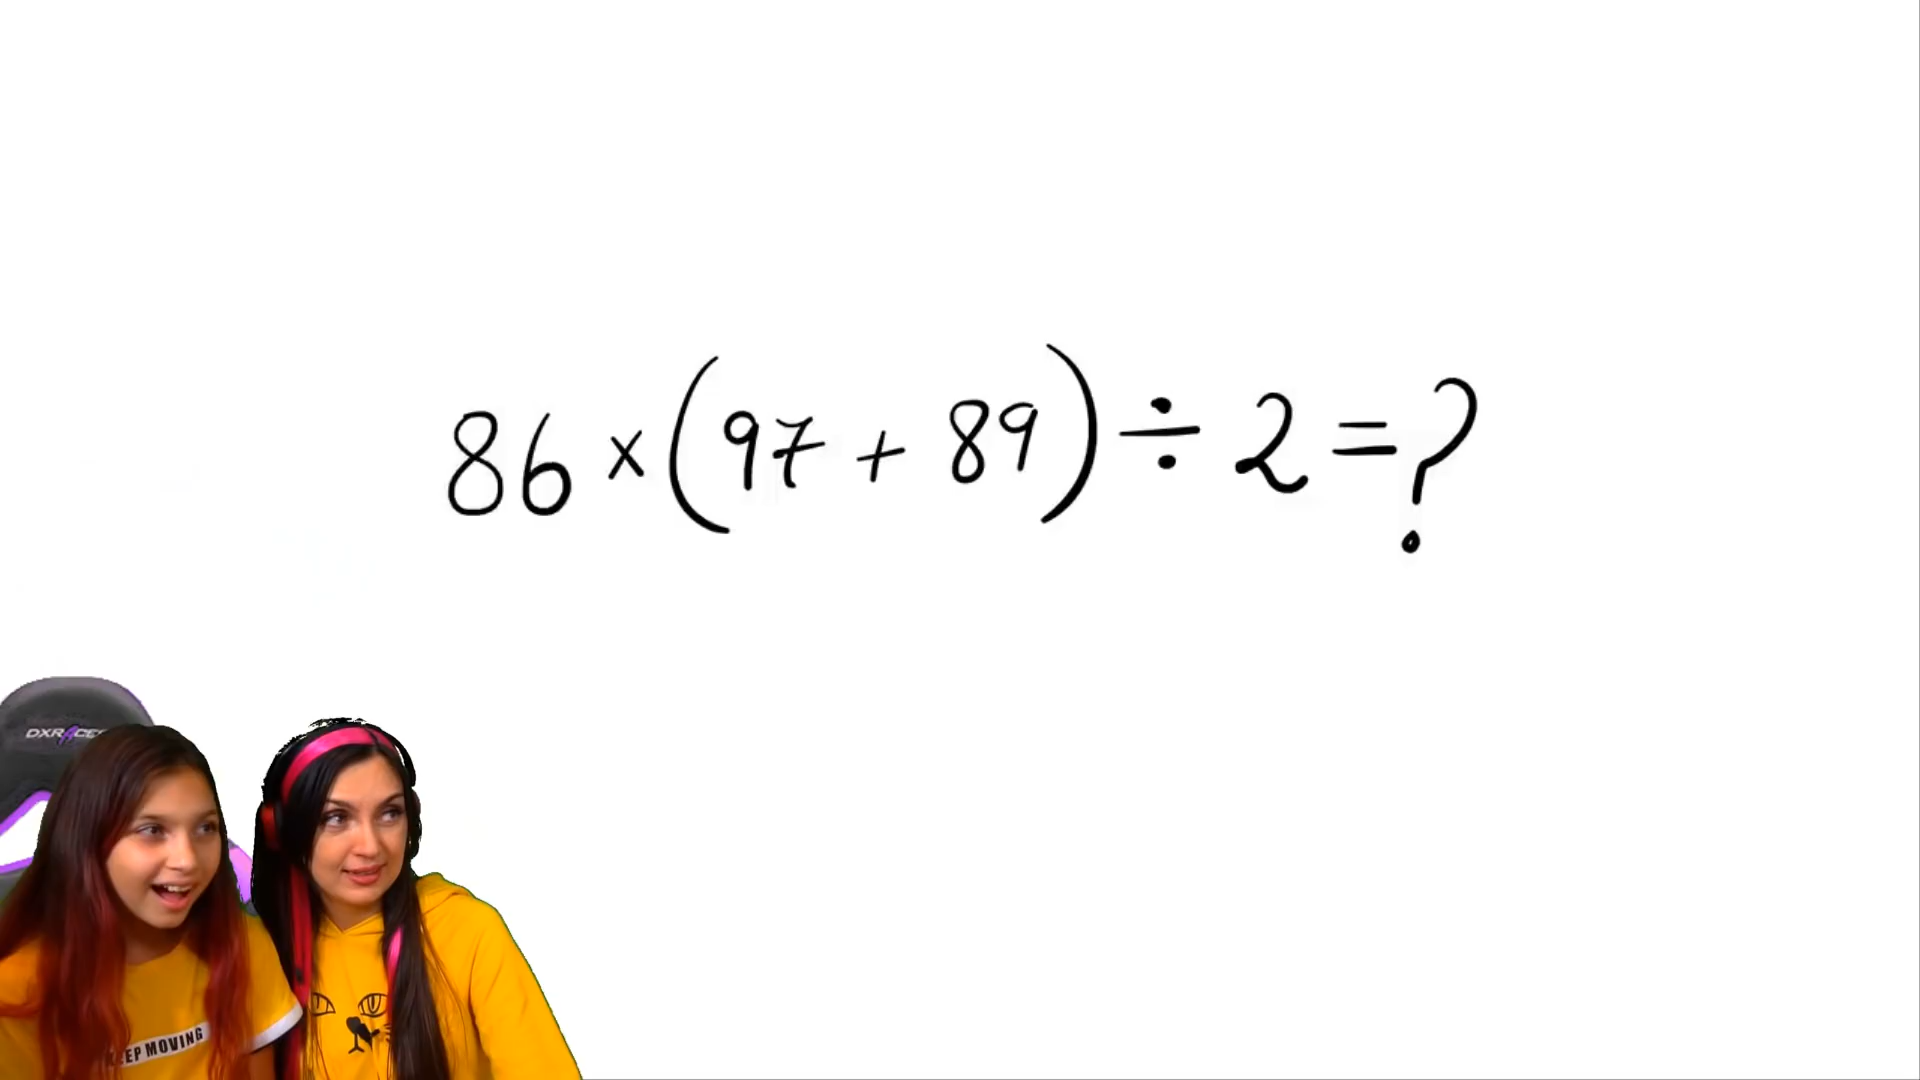 86 × (97 + 89) ÷ 2 = ?
DXRACER
KEEP MOVING